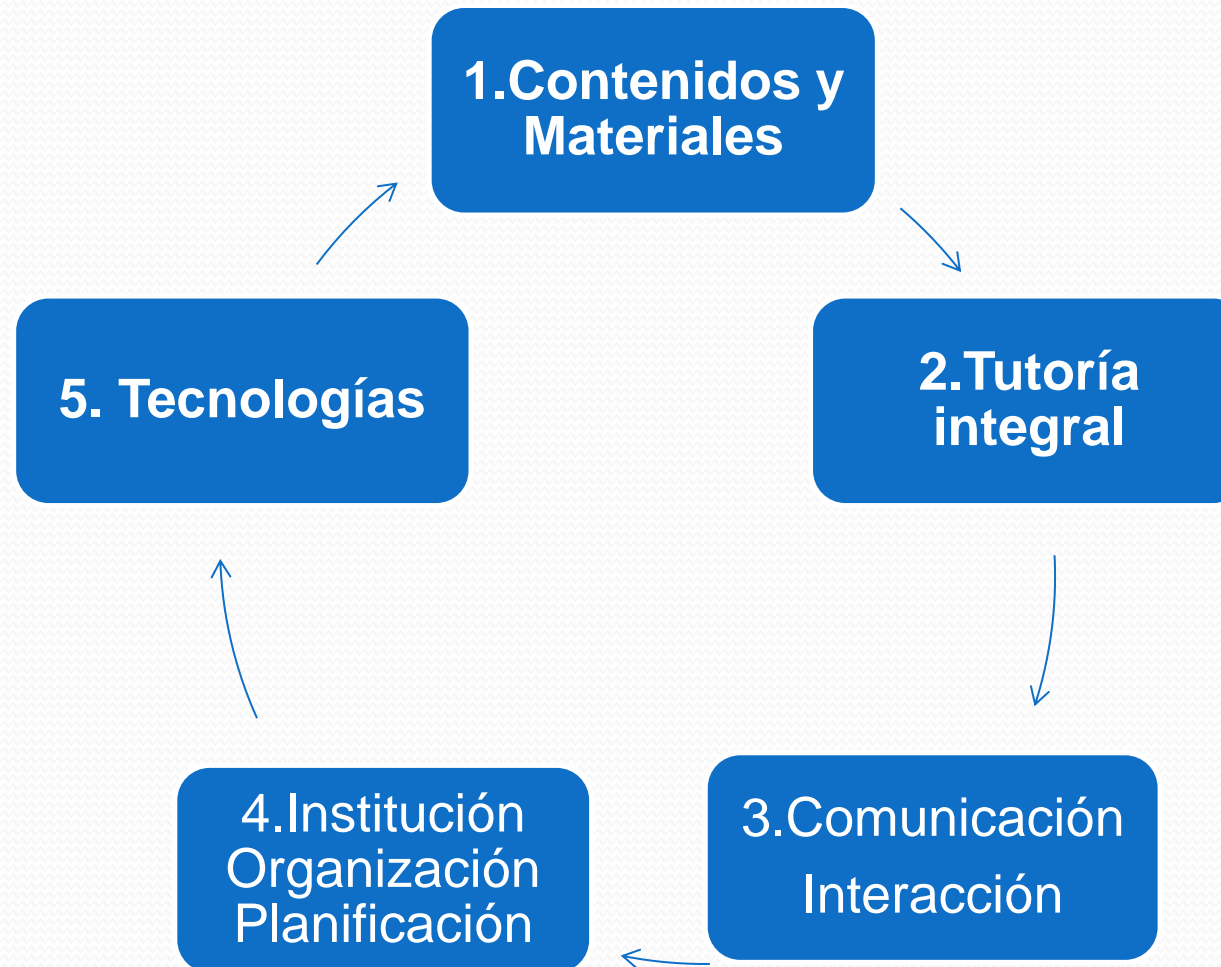 1.Contenidos y
Materiales
2.Tutoría
integral
3.Comunicación
Interacción
4.Institución
Organización
Planificación
5. Tecnologías